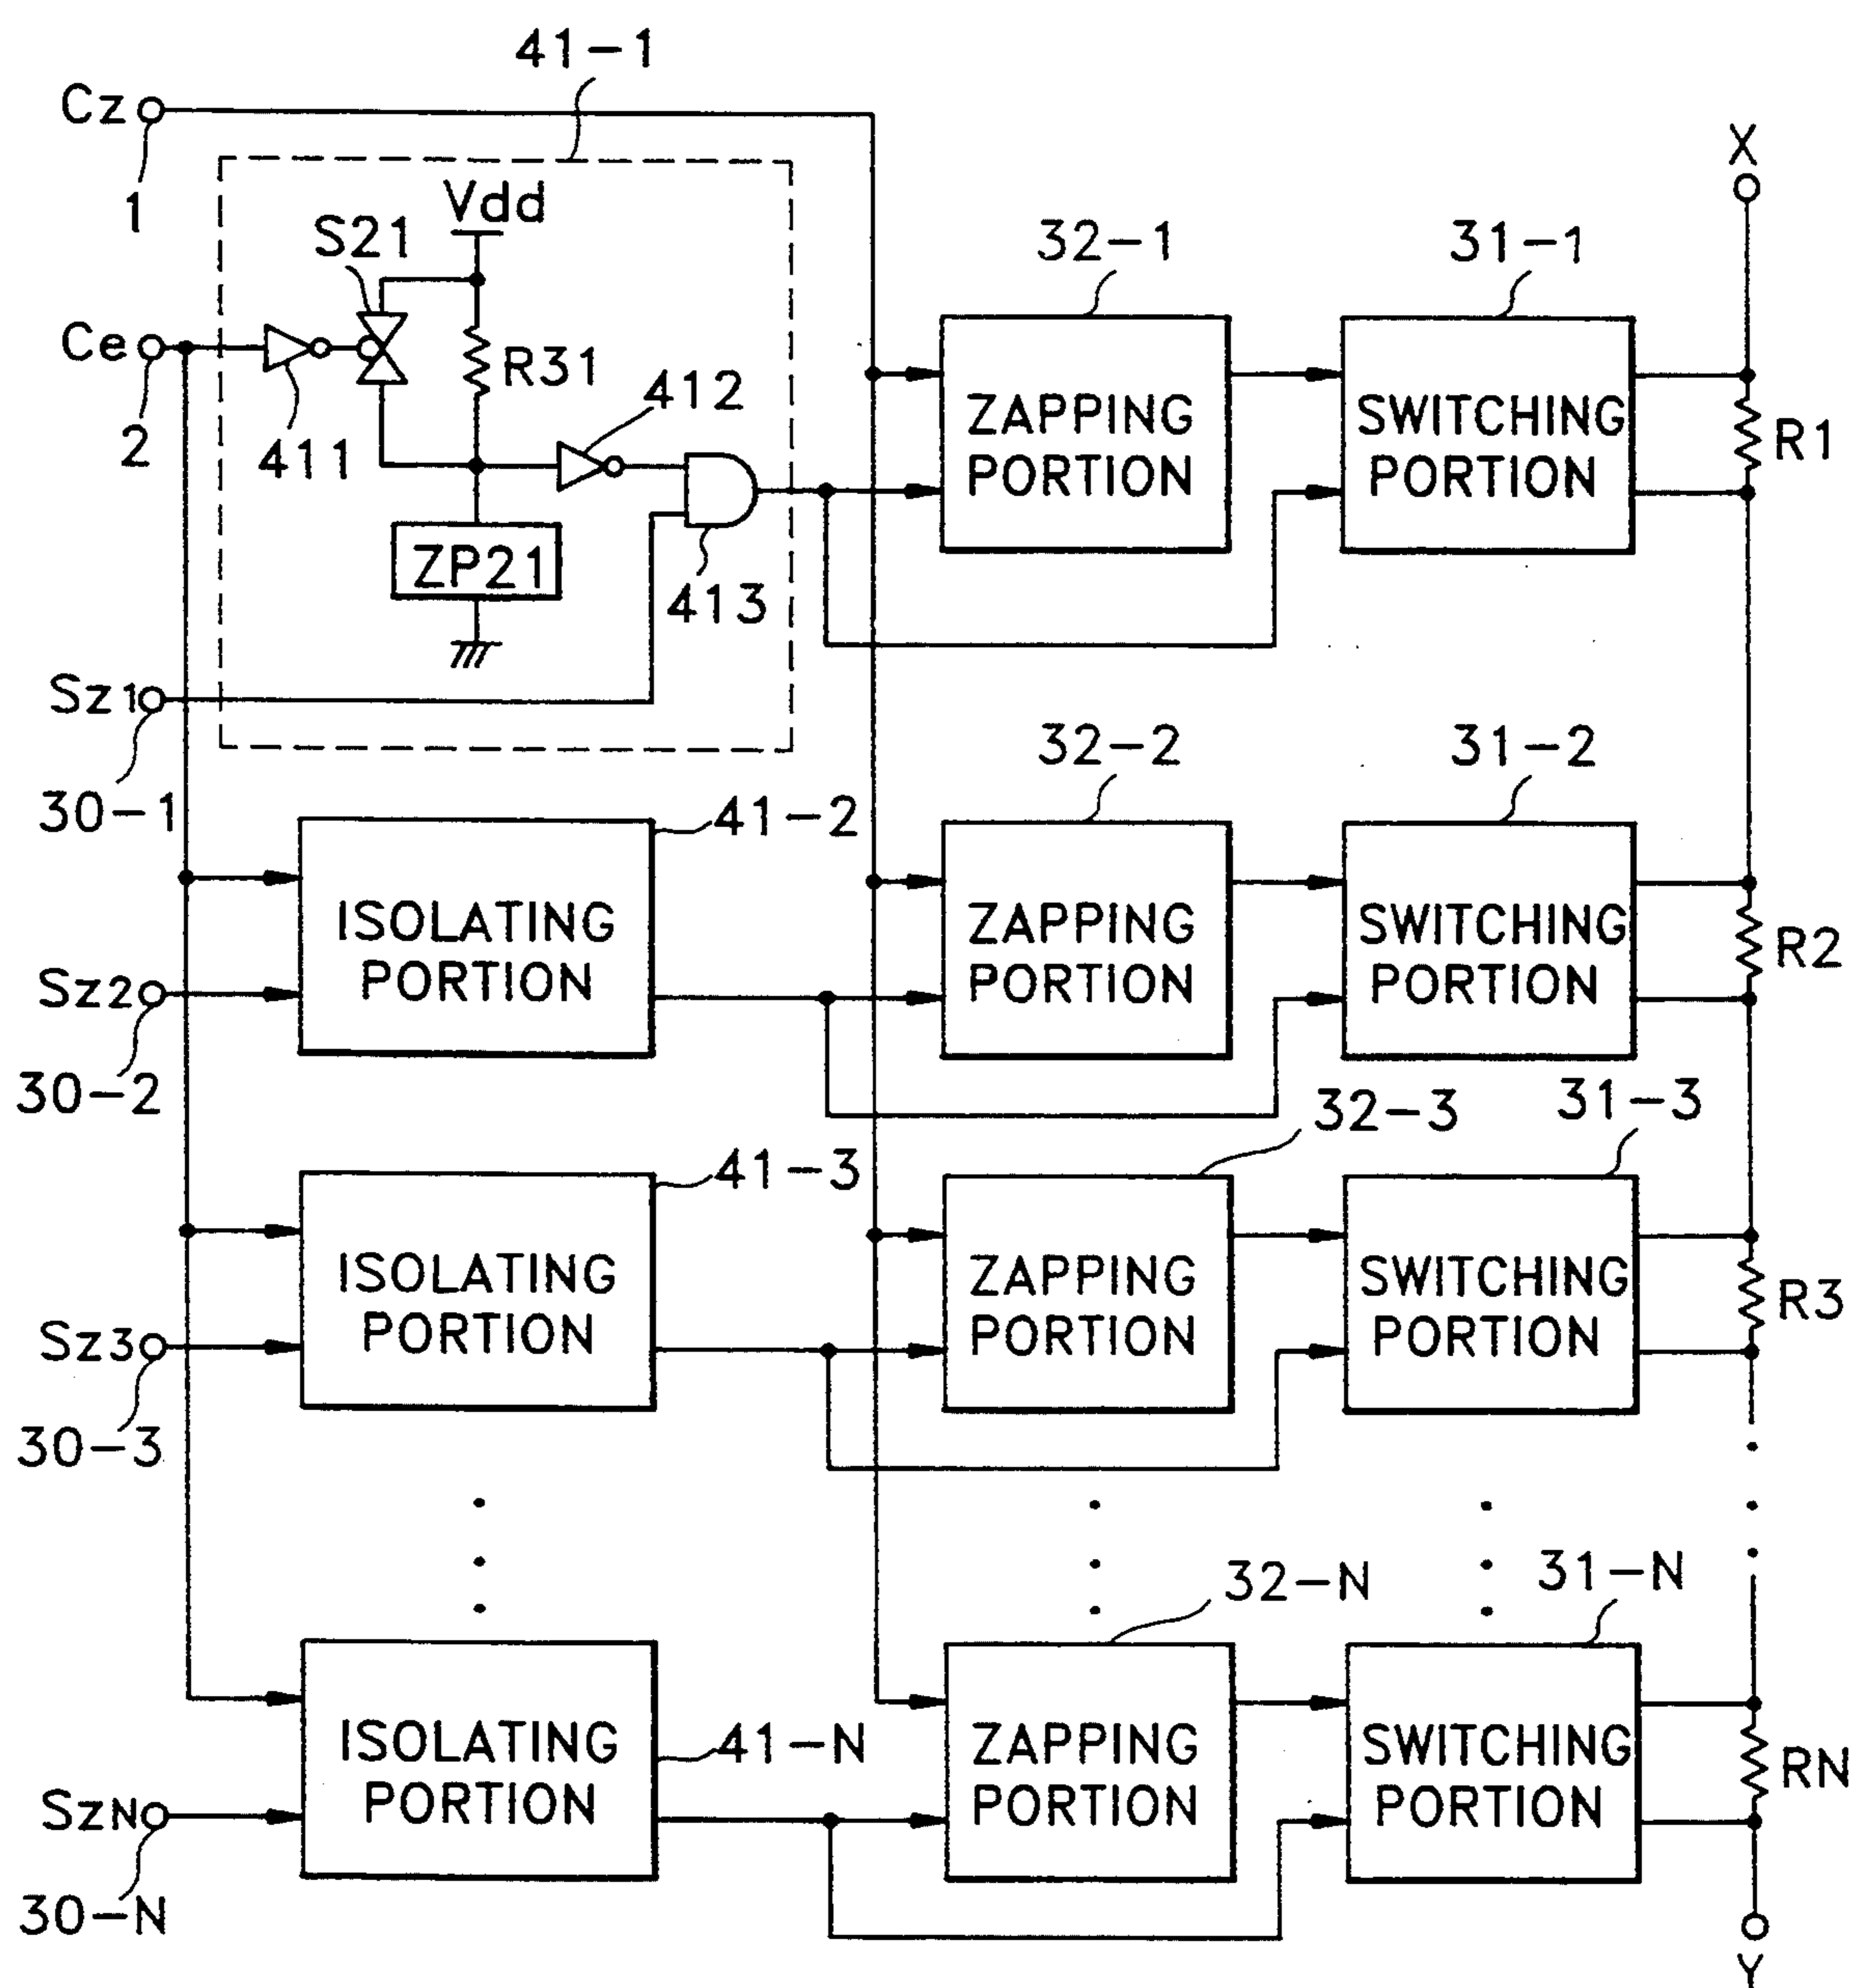 41-1
Cz
1
X
Vdd
S21
32-1
31-1
Ce
2
R31
412
411
ZAPPING
PORTION
SWITCHING
PORTION
R1
ZP21
413
Sz1
30-1
32-2
31-2
41-2
ISOLATING
PORTION
ZAPPING
PORTION
SWITCHING
PORTION
R2
Sz2
30-2
32-3
31-3
41-3
ISOLATING
PORTION
ZAPPING
PORTION
SWITCHING
PORTION
R3
Sz3
30-3
32-N
31-N
41-N
ISOLATING
PORTION
ZAPPING
PORTION
SWITCHING
PORTION
RN
SzN
30-N
Y